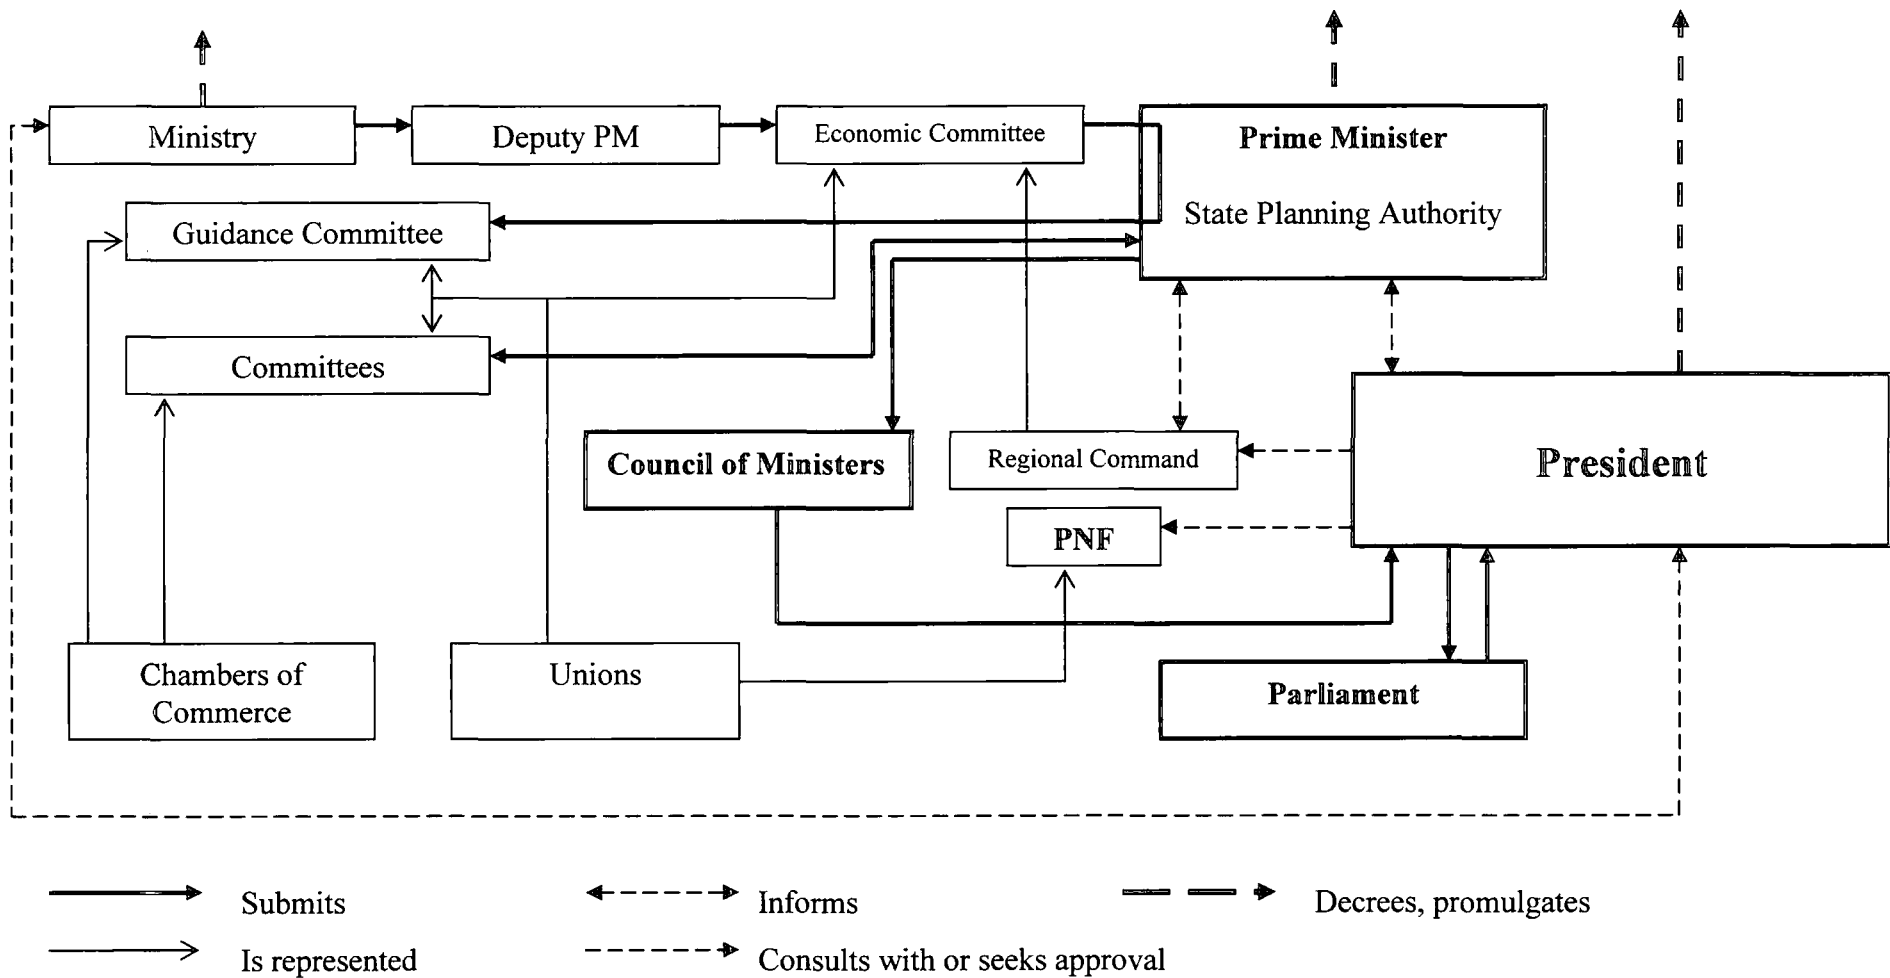 Ministry
Deputy PM
Economic Committee
Prime Minister
State Planning Authority
Guidance Committee
Committees
Council of Ministers
Regional Command
President
PNF
Chambers of
Commerce
Unions
Parliament
Submits
Informs
Decrees, promulgates
Is represented
Consults with or seeks approval